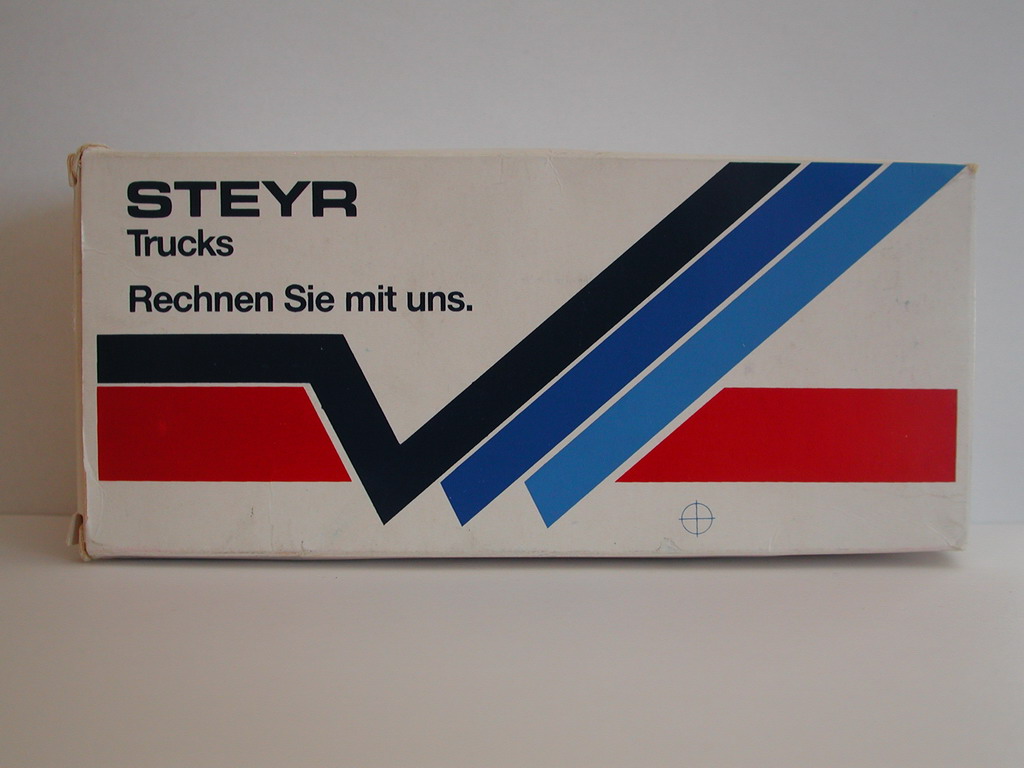 STEYR
Trucks
Rechnen Sie mit uns.